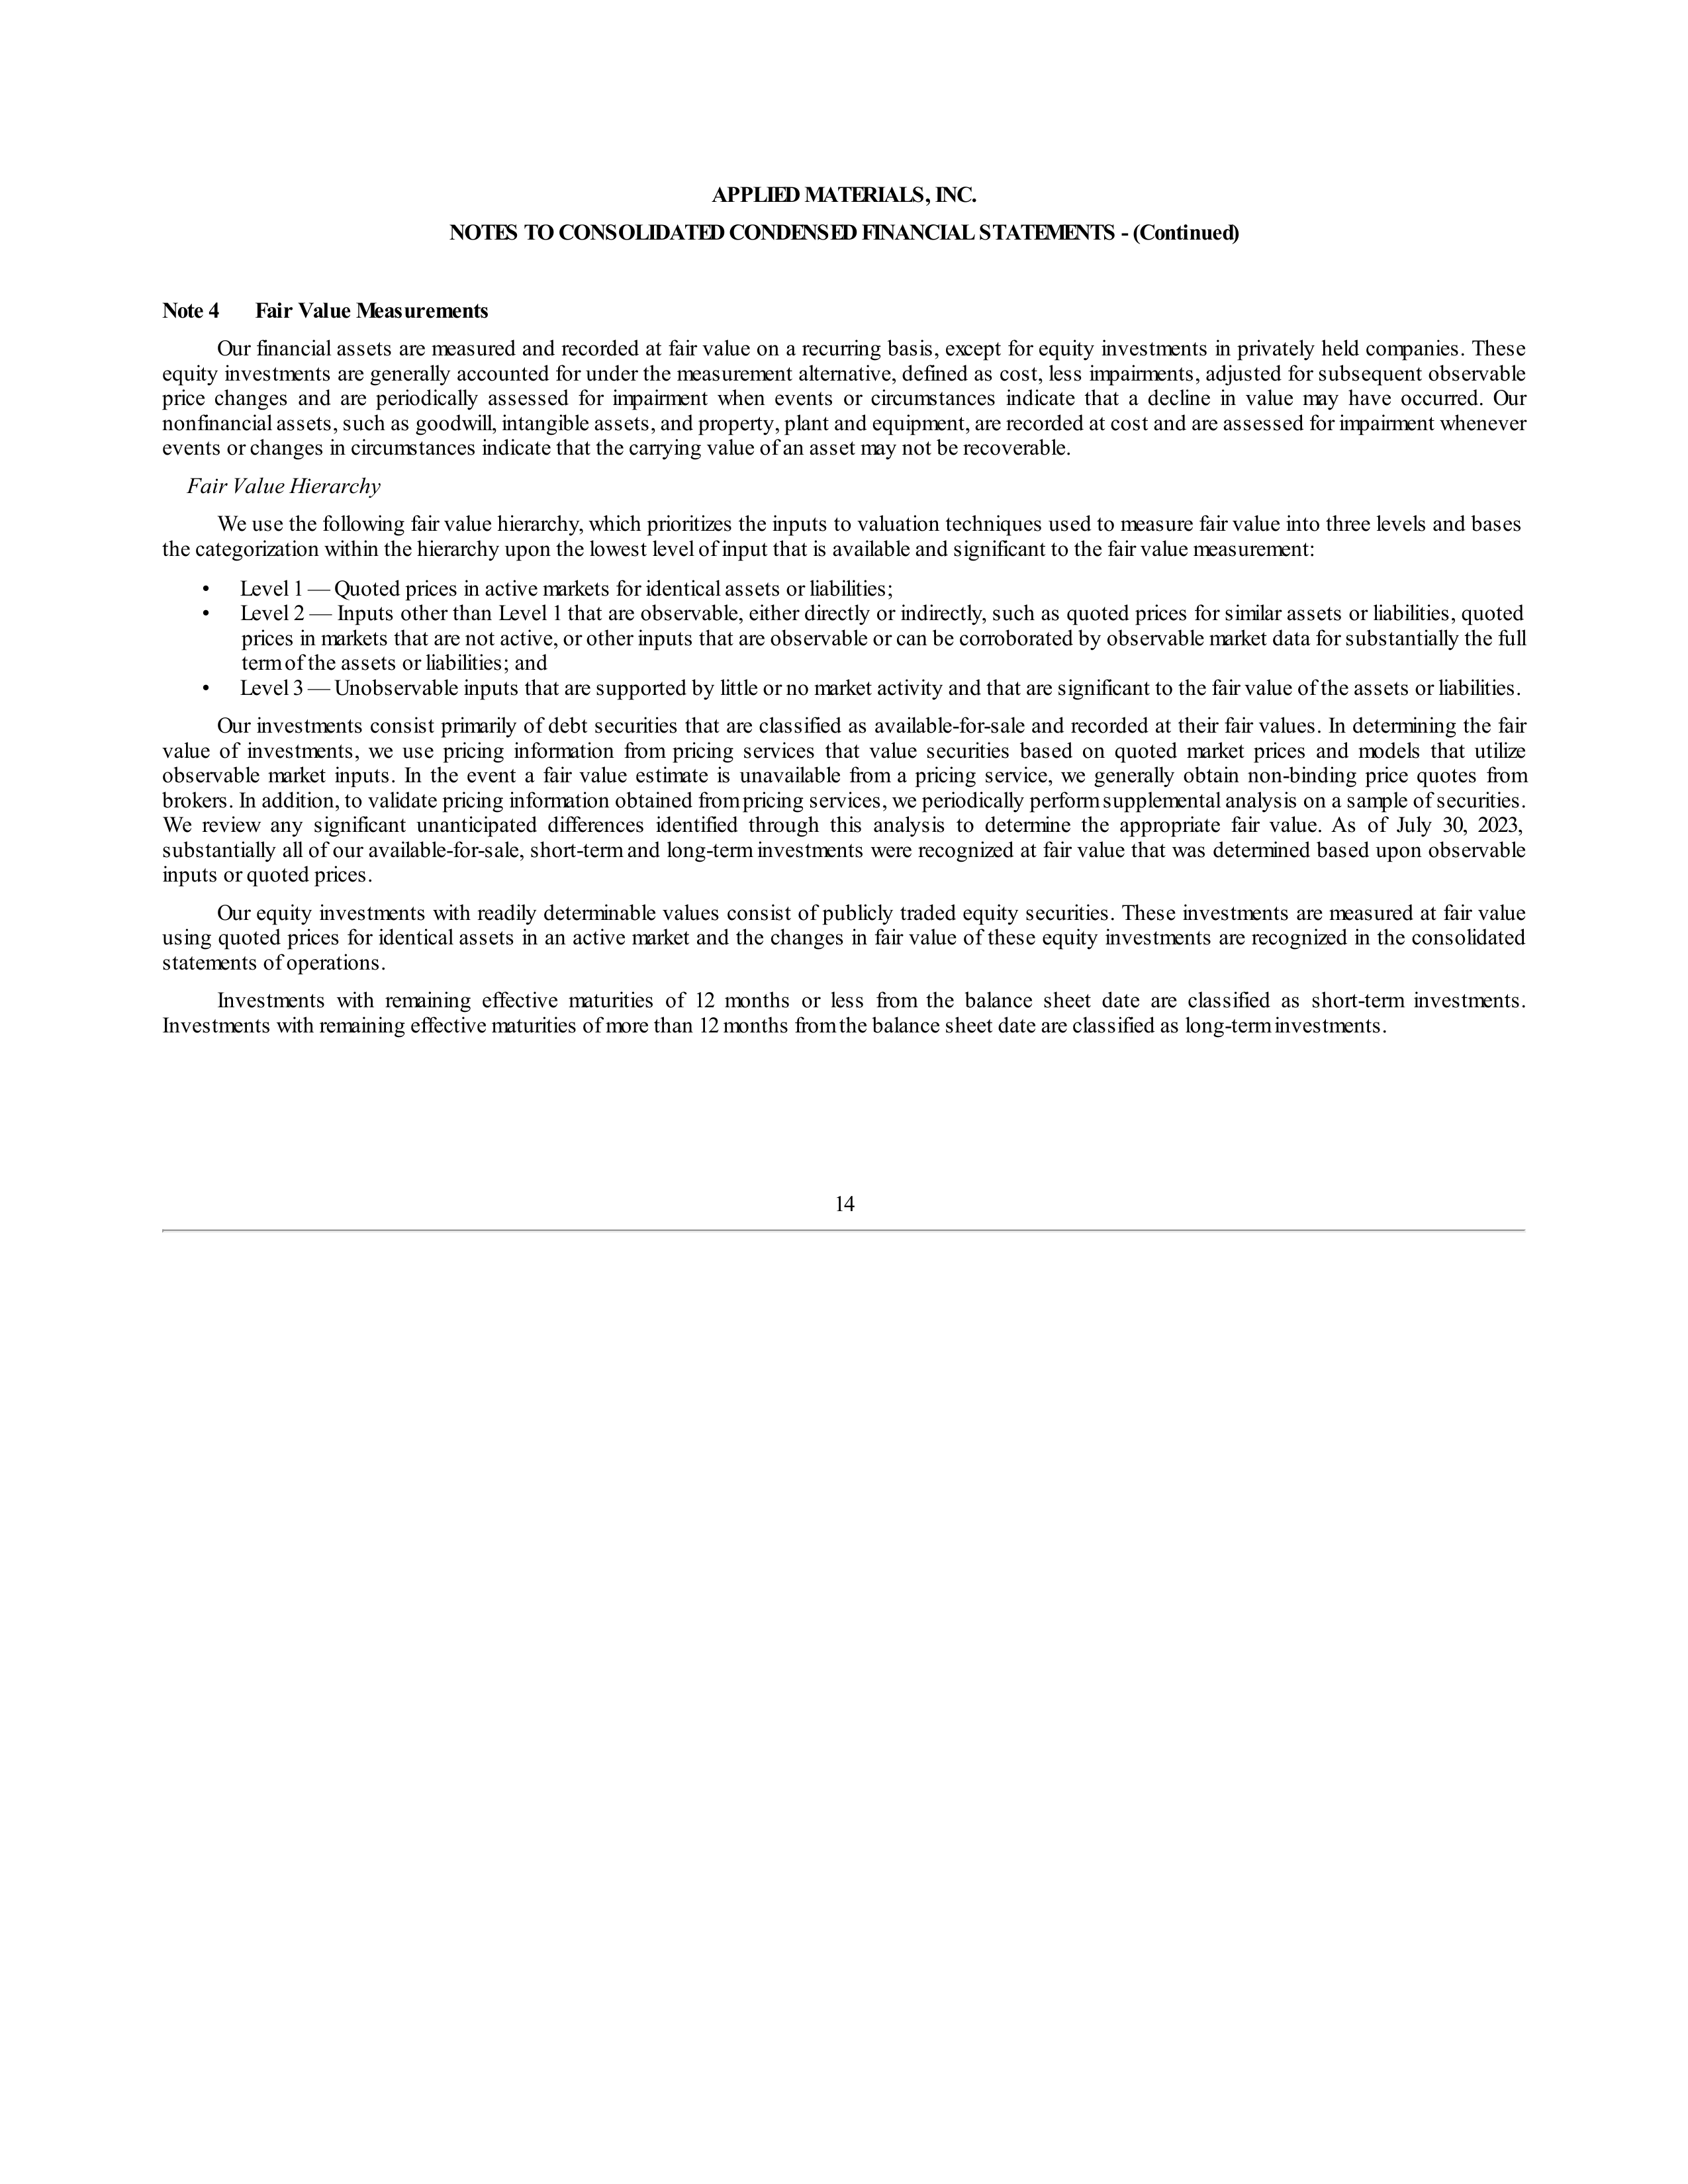 APPLIED MATERIALS, INC.
NOTES TO CONSOLIDATED CONDENSED FINANCIAL STATEMENTS - (Continued)
Note 4 Fair Value Measurements
Our financial assets are measured and recorded at fair value on a recurring basis, except for equity investments in privately held companies. These
equity investments are generally accounted for under the measurement alternative, defined as cost, less impairments, adjusted for subsequent observable
price changes and are periodically assessed for impairment when events or circumstances indicate that a decline in value may have occurred. Our
nonfinancial assets, such as goodwill, intangible assets, and property, plant and equipment, are recorded at cost and are assessed for impairment whenever
events or changes in circumstances indicate that the carrying value of an asset may not be recoverable.
Fair Value Hierarchy
We use the following fair value hierarchy, which prioritizes the inputs to valuation techniques used to measure fair value into three levels and bases
the categorization within the hierarchy upon the lowest level of input that is available and significant to the fair value measurement:
• Level 1 — Quoted prices in active markets for identical assets or liabilities;
• Level 2 — Inputs other than Level 1 that are observable, either directly or indirectly, such as quoted prices for similar assets or liabilities, quoted
prices in markets that are not active, or other inputs that are observable or can be corroborated by observable market data for substantially the full
term of the assets or liabilities; and
• Level 3 — Unobservable inputs that are supported by little or no market activity and that are significant to the fair value of the assets or liabilities.
Our investments consist primarily of debt securities that are classified as available-for-sale and recorded at their fair values. In determining the fair
value of investments, we use pricing information from pricing services that value securities based on quoted market prices and models that utilize
observable market inputs. In the event a fair value estimate is unavailable from a pricing service, we generally obtain non-binding price quotes from
brokers. In addition, to validate pricing information obtained from pricing services, we periodically perform supplemental analysis on a sample of securities.
We review any significant unanticipated differences identified through this analysis to determine the appropriate fair value. As of July 30, 2023,
substantially all of our available-for-sale, short-term and long-term investments were recognized at fair value that was determined based upon observable
inputs or quoted prices.
Our equity investments with readily determinable values consist of publicly traded equity securities. These investments are measured at fair value
using quoted prices for identical assets in an active market and the changes in fair value of these equity investments are recognized in the consolidated
statements of operations.
Investments with remaining effective maturities of 12 months or less from the balance sheet date are classified as short-term investments.
Investments with remaining effective maturities of more than 12 months from the balance sheet date are classified as long-term investments.
14